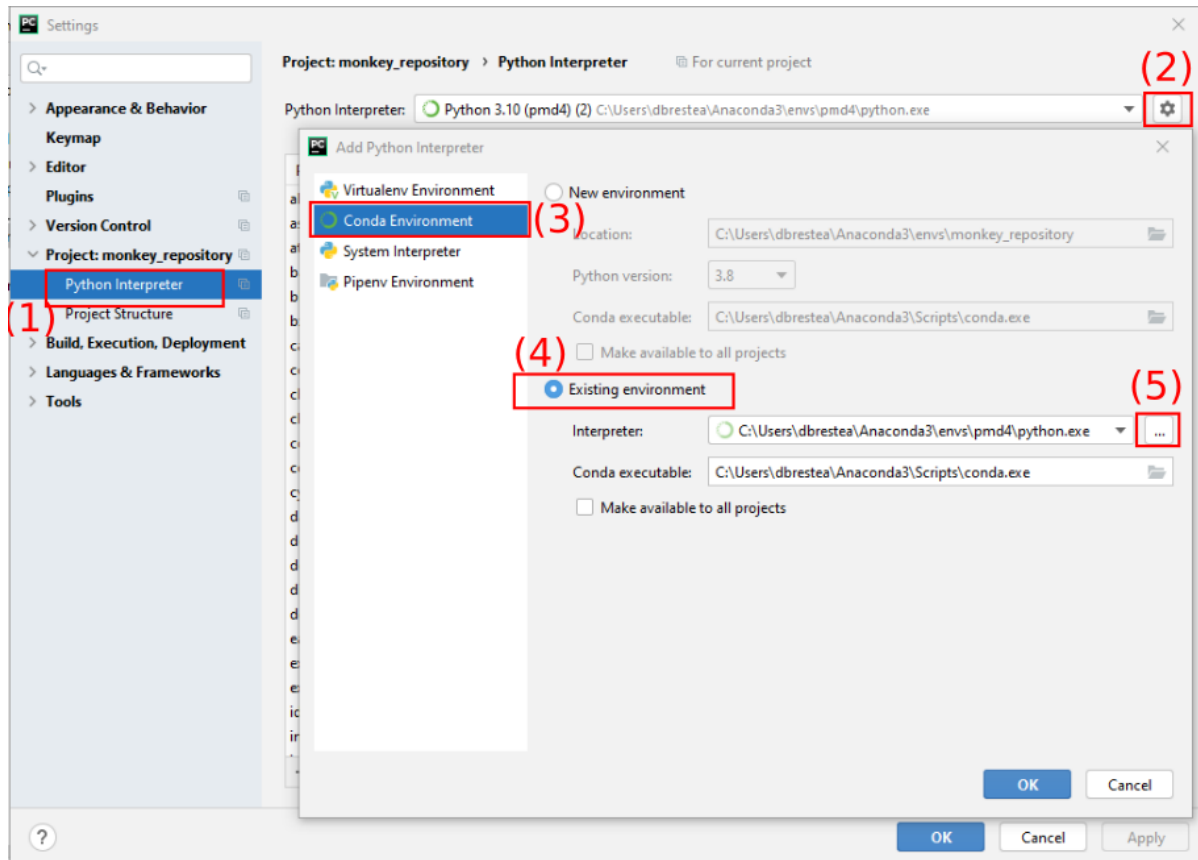 PC Settings
(2)
Project: monkey_repository › Python Interpreter For current project
Python Interpreter: Python 3.10 (pmd4) (2) C:\Users\dbrestea\Anaconda3\envs\pmd4\python.exe
Appearance & Behavior
Keymap
Editor
Plugins
Version Control
Project: monkey_repository
Python Interpreter
(1)
Project Structure
Build, Execution, Deployment
Languages & Frameworks
Tools
PC Add Python Interpreter
Virtualenv Environment
Conda Environment
(3)
System Interpreter
Pipenv Environment
New environment
Location: C:\Users\dbrestea\Anaconda3\envs\monkey_repository
Python version: 3.8
Conda executable: C:\Users\dbrestea\Anaconda3\Scripts\conda.exe
Make available to all projects
(4)
Existing environment
(5)
Interpreter: C:\Users\dbrestea\Anaconda3\envs\pmd4\python.exe ...
Conda executable: C:\Users\dbrestea\Anaconda3\Scripts\conda.exe
Make available to all projects
OK Cancel
? OK Cancel Apply